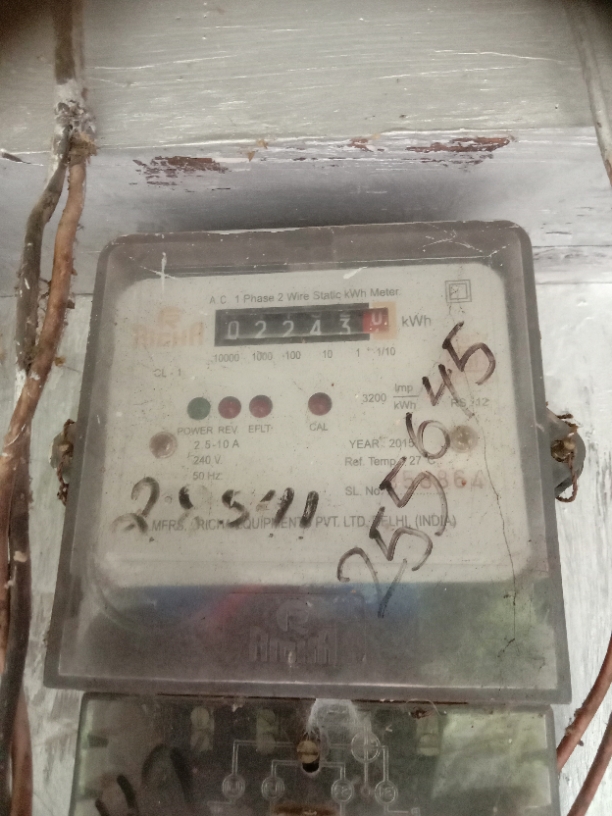 A.C. 1 Phase 2 Wire Static kWh Meter
RICHA
02243 0 kWh
10000 1000 100 10 1 1/10
CL-1
3200 Imp/kWh
POWER REV EFLT CAL
2.5-10 A
240 V.
50 Hz
YEAR 2015
Ref. Temp. 27°C
SL. No.
MFRS. RICHA EQUIPMENTS PVT. LTD. DELHI, (INDIA)
255645
RICHA